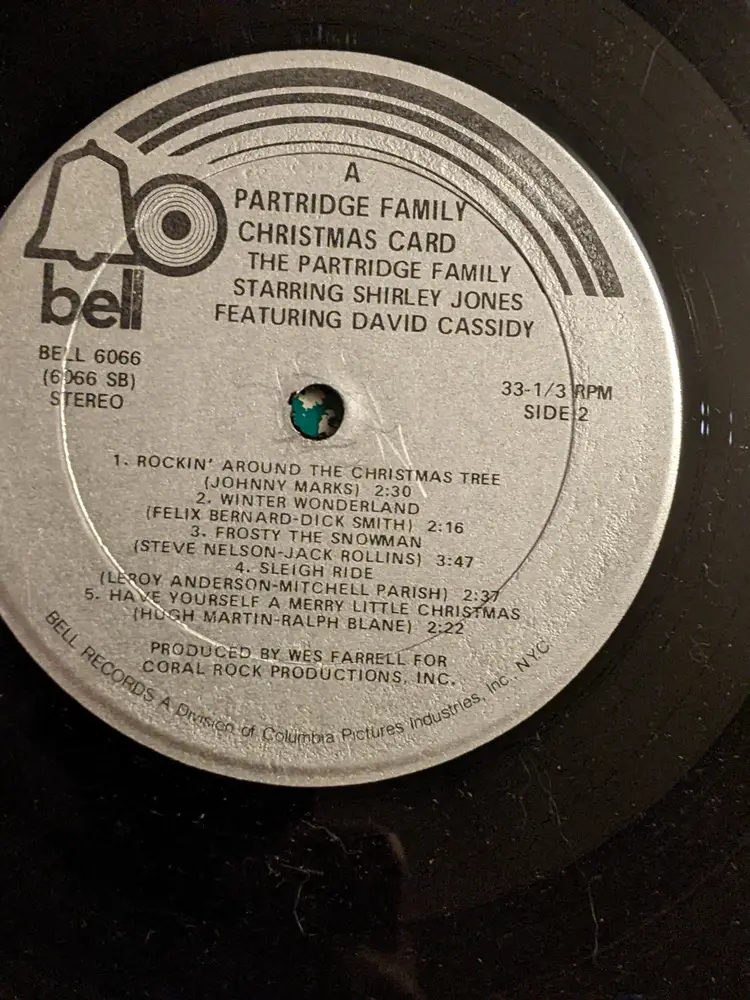 A
PARTRIDGE FAMILY
CHRISTMAS CARD
THE PARTRIDGE FAMILY
STARRING SHIRLEY JONES
FEATURING DAVID CASSIDY
bell
BELL 6066
(6066 SB)
STEREO
33-1/3 RPM
SIDE 2
1. ROCKIN' AROUND THE CHRISTMAS TREE
(JOHNNY MARKS) 2:30
2. WINTER WONDERLAND
(FELIX BERNARD-DICK SMITH) 2:16
3. FROSTY THE SNOWMAN
(STEVE NELSON-JACK ROLLINS) 3:47
4. SLEIGH RIDE
(LEROY ANDERSON-MITCHELL PARISH) 2:37
5. HAVE YOURSELF A MERRY LITTLE CHRISTMAS
(HUGH MARTIN-RALPH BLANE) 2:22
PRODUCED BY WES FARRELL FOR
CORAL ROCK PRODUCTIONS, INC.
BELL RECORDS A Division of Columbia Pictures Industries, Inc., N.Y.C.